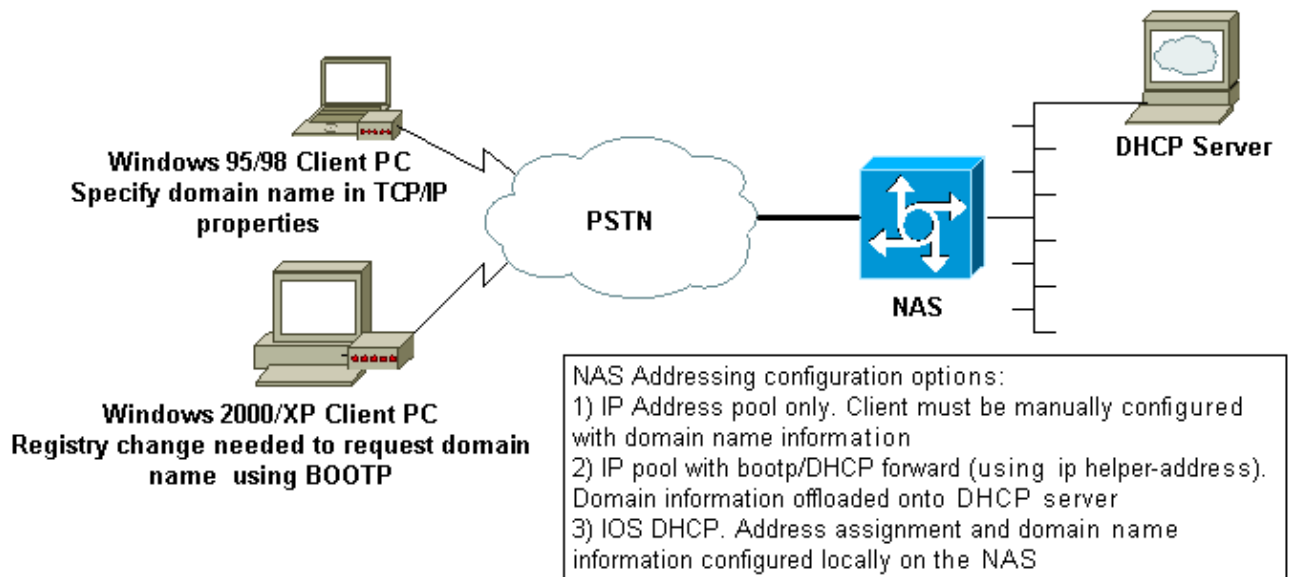 Windows 95/98 Client PC
Specify domain name in TCP/IP
properties
PSTN
NAS
DHCP Server
Windows 2000/XP Client PC
Registry change needed to request domain
name using BOOTP
NAS Addressing configuration options:
1) IP Address pool only. Client must be manually configured
with domain name information
2) IP pool with bootp/DHCP forward (using ip helper-address).
Domain information offloaded onto DHCP server
3) IOS DHCP. Address assignment and domain name
information configured locally on the NAS